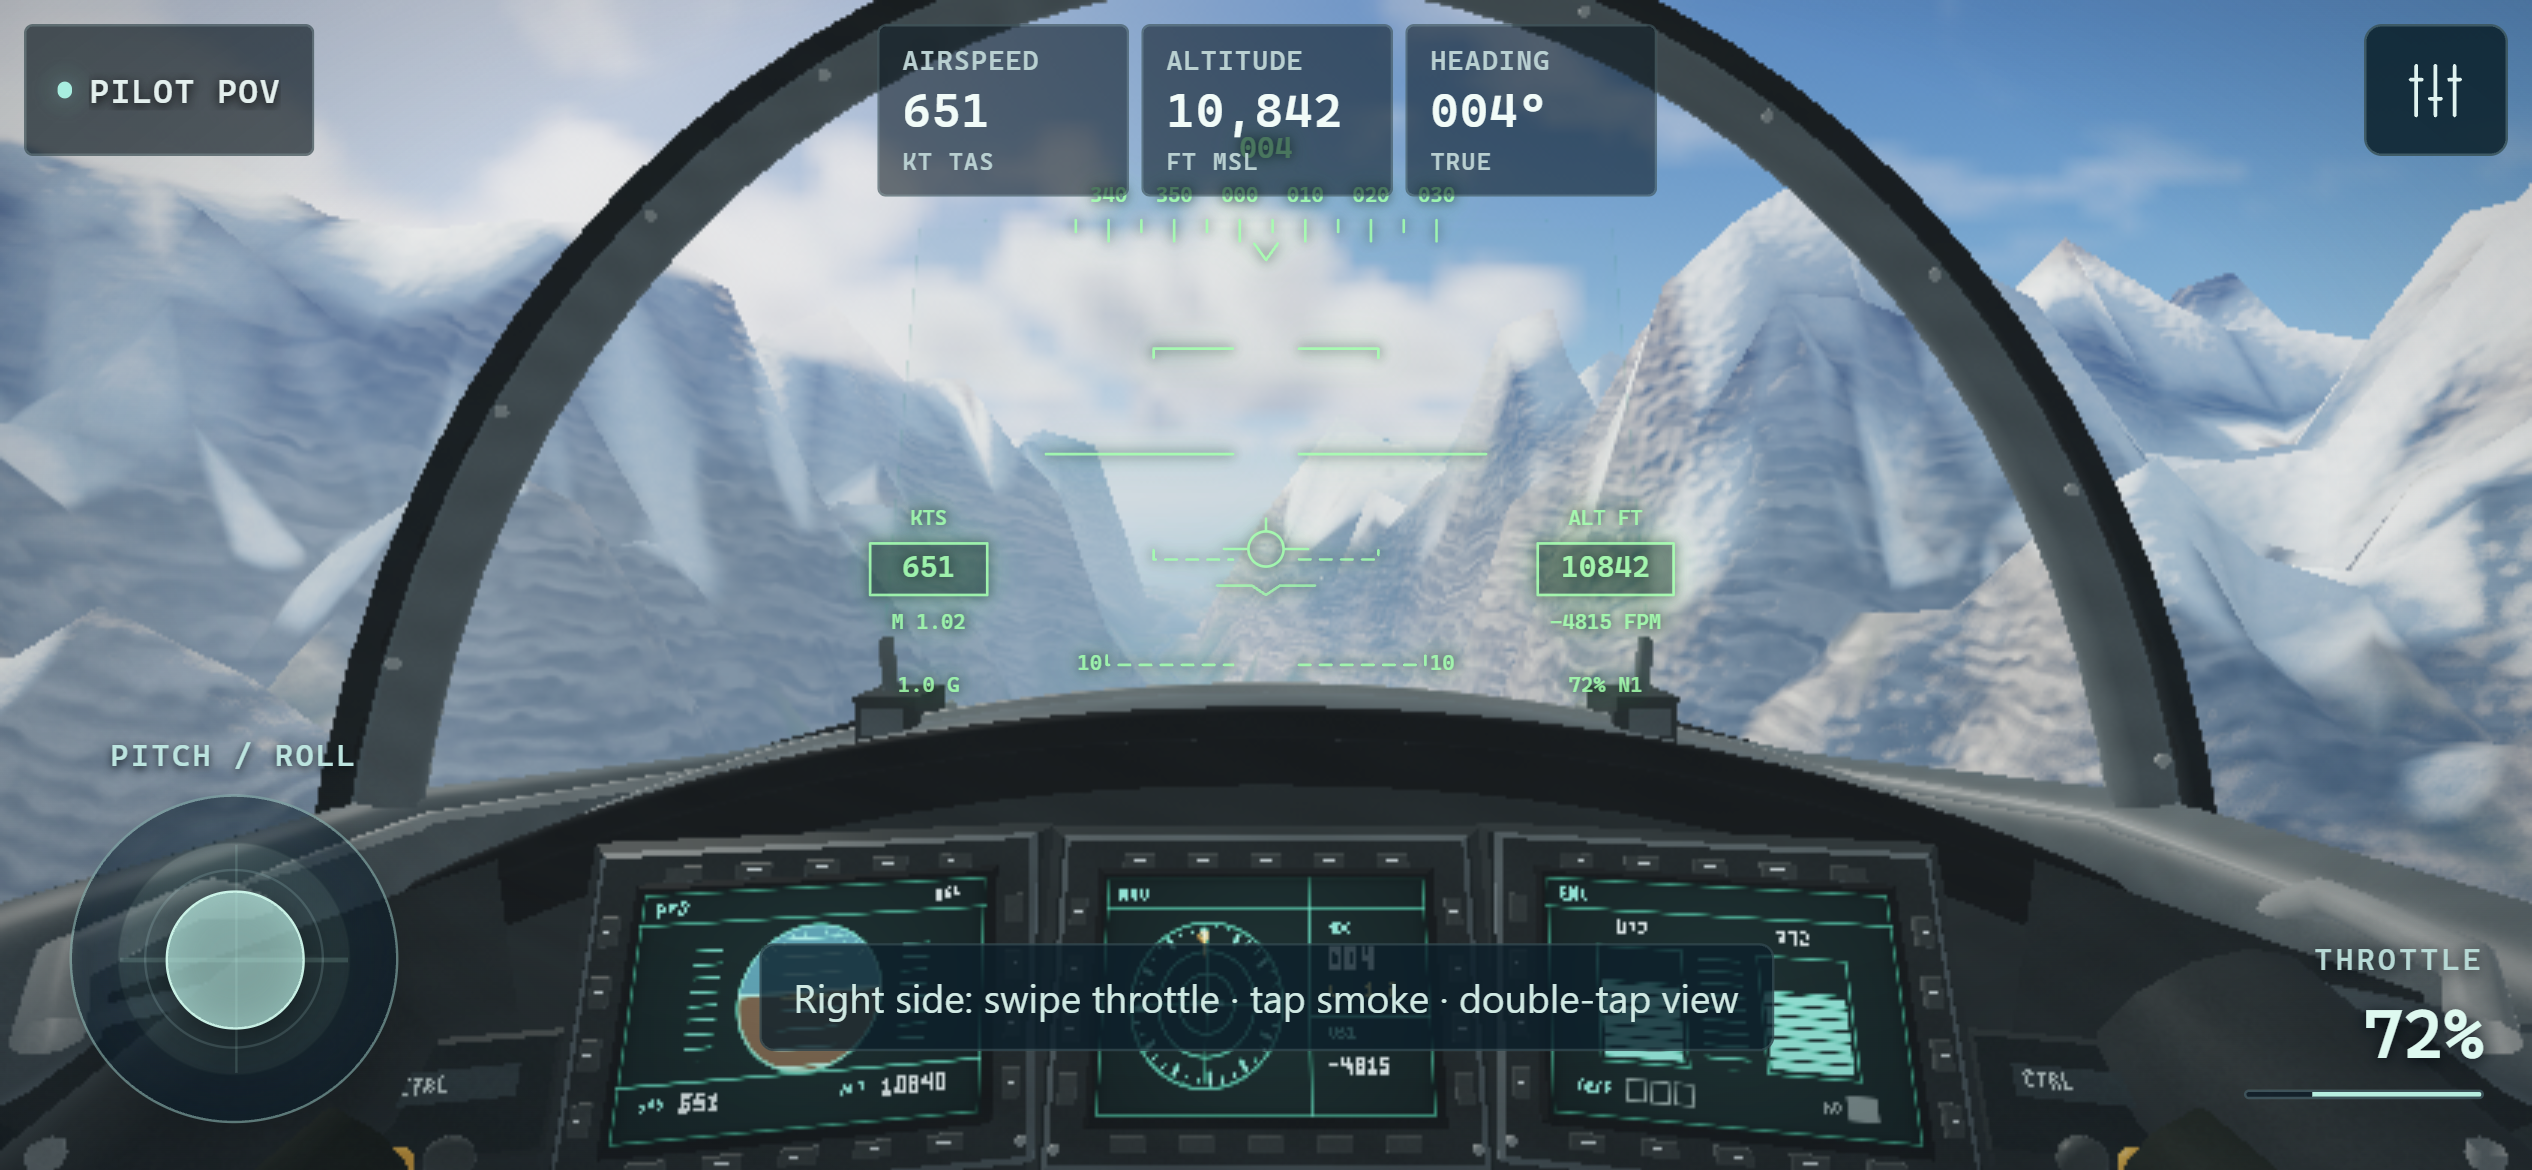 PILOT POV
AIRSPEED
651
KT TAS
ALTITUDE
10,842
FT MSL
HEADING
004°
TRUE
004
340 350 000 010 020 030
KTS
651
M 1.02
1.0 G
ALT FT
10842
−4815 FPM
72% N1
10 10
PITCH / ROLL
NAV
004
-4815
651
10840
CTRL
Right side: swipe throttle · tap smoke · double-tap view
THROTTLE
72%